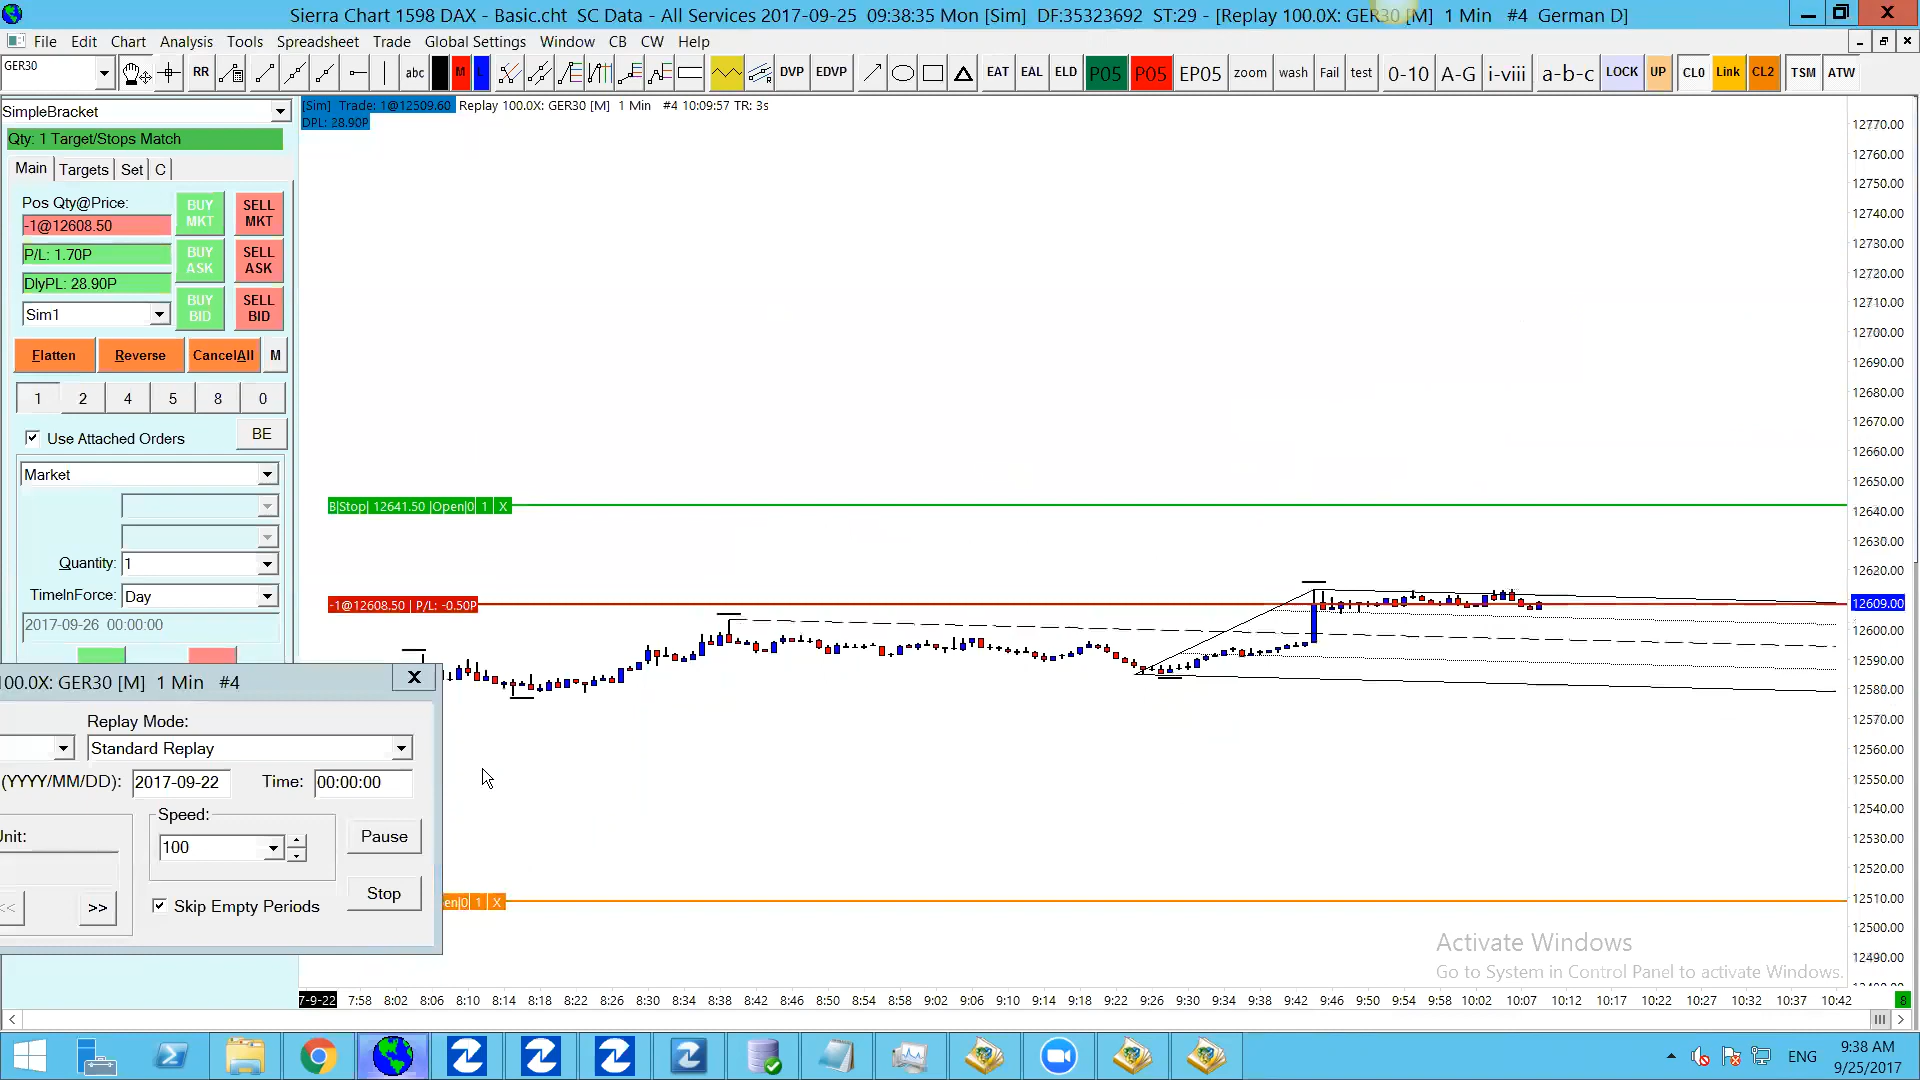 Sierra Chart 1598 DAX - Basic.cht  SC Data - All Services 2017-09-25  09:38:35 Mon [Sim]  DF:35323692  ST:29 - [Replay 100.0X: GER30 [M]  1 Min  #4  German D]
File Edit Chart Analysis Tools Spreadsheet Trade Global Settings Window CB CW Help
GER30 RR abc M L DVP EDVP EAT EAL ELD P05 P05 EP05 zoom wash Fail test 0-10 A-G i-viii a-b-c LOCK UP CL0 Link CL2 TSM ATW
SimpleBracket
[Sim]  Trade: 1@12509.60 Replay 100.0X: GER30 [M]  1 Min  #4 10:09:57 TR: 3s
DPL: 28.90P
Qty: 1 Target/Stops Match
Main Targets Set C
Pos Qty@Price:
-1@12608.50
P/L: 1.70P
DlyPL: 28.90P
Sim1
BUY MKT
SELL MKT
BUY ASK
SELL ASK
BUY BID
SELL BID
Flatten Reverse CancelAll M
1 2 4 5 8 0
Use Attached Orders BE
Market
Quantity: 1
TimeInForce: Day
2017-09-26  00:00:00
B|Stop| 12641.50 |Open|0 1 X
-1@12608.50 | P/L: -0.50P
en|0 1 X
100.0X: GER30 [M]  1 Min  #4 X
Replay Mode:
Standard Replay
(YYYY/MM/DD): 2017-09-22 Time: 00:00:00
Speed:
100
Pause
<< >>
Skip Empty Periods
Stop
12770.00
12760.00
12750.00
12740.00
12730.00
12720.00
12710.00
12700.00
12690.00
12680.00
12670.00
12660.00
12650.00
12640.00
12630.00
12620.00
12609.00
12600.00
12590.00
12580.00
12570.00
12560.00
12550.00
12540.00
12530.00
12520.00
12510.00
12500.00
12490.00
Activate Windows
Go to System in Control Panel to activate Windows.
7-9-22 7:58 8:02 8:06 8:10 8:14 8:18 8:22 8:26 8:30 8:34 8:38 8:42 8:46 8:50 8:54 8:58 9:02 9:06 9:10 9:14 9:18 9:22 9:26 9:30 9:34 9:38 9:42 9:46 9:50 9:54 9:58 10:02 10:07 10:12 10:17 10:22 10:27 10:32 10:37 10:42 8
ENG
9:38 AM
9/25/2017